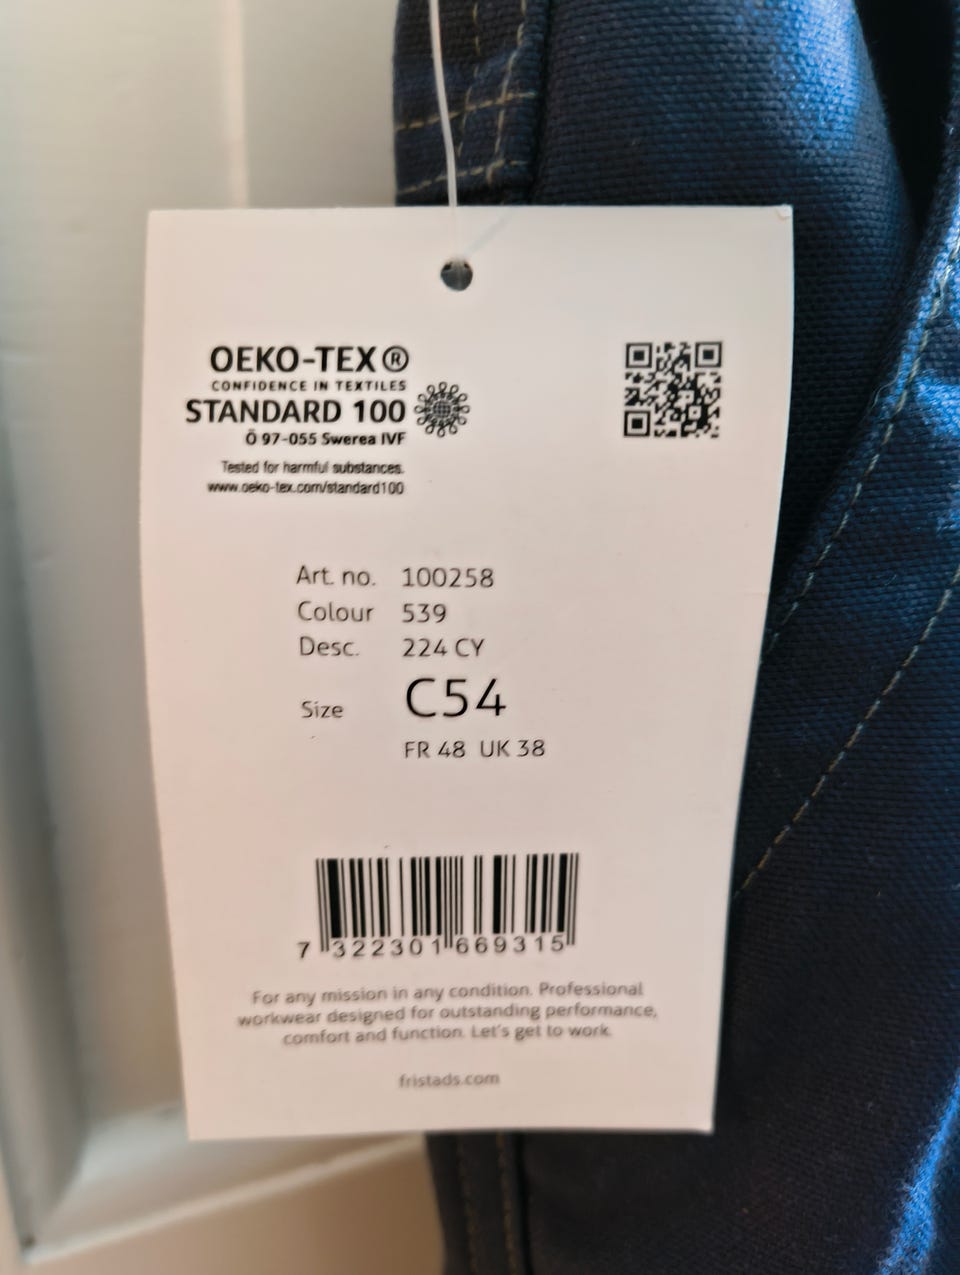 OEKO-TEX®
CONFIDENCE IN TEXTILES
STANDARD 100
Ö 97-055 Swerea IVF
Tested for harmful substances.
www.oeko-tex.com/standard100
Art. no. 100258
Colour 539
Desc. 224 CY
Size C54
FR 48 UK 38
7 322301 669315
For any mission in any condition. Professional
workwear designed for outstanding performance,
comfort and function. Let's get to work.
fristads.com